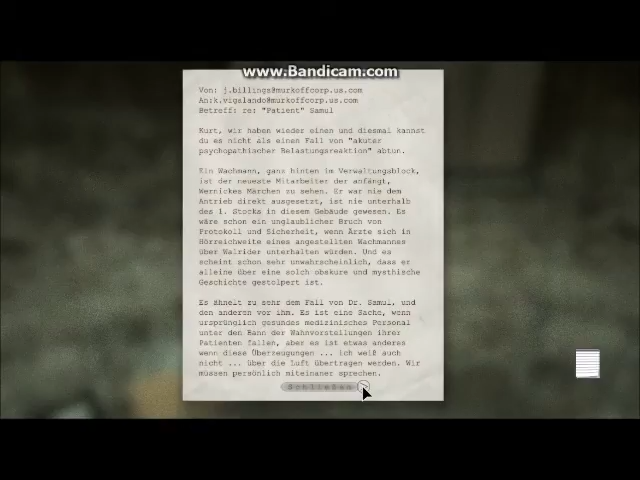 www.Bandicam.com
Von: j.billings@murkoffcorp.us.com
An:k.vigalando@murkoffcorp.us.com
Betreff: re: "Patient" Samul
Kurt, wir haben wieder einen und diesmal kannst
du es nicht als einen Fall von "akuter
psychopathischer Belastungsreaktion" abtun.
Ein Wachmann, ganz hinten im Verwaltungsblock,
ist der neueste Mitarbeiter der anfängt,
Wernickes Märchen zu sehen. Er war nie dem
Antrieb direkt ausgesetzt, ist nie unterhalb
des 1. Stocks in diesem Gebäude gewesen. Es
wäre schon ein unglaublicher Bruch von
Protokoll und Sicherheit, wenn Ärzte sich in
Hörreichweite eines angestellten Wachmannes
über Walrider unterhalten würden. Und es
scheint schon sehr unwahrscheinlich, dass er
alleine über eine solch obskure und mythische
Geschichte gestolpert ist.
Es ähnelt zu sehr dem Fall von Dr. Samul, und
den anderen vor ihm. Es ist eine Sache, wenn
ursprünglich gesundes medizinisches Personal
unter den Bann der Wahnvorstellungen ihrer
Patienten fallen, aber es ist etwas anderes
wenn diese Überzeugungen ... ich weiß auch
nicht ... über die Luft übertragen werden. Wir
müssen persönlich miteinaner sprechen.
Schließen